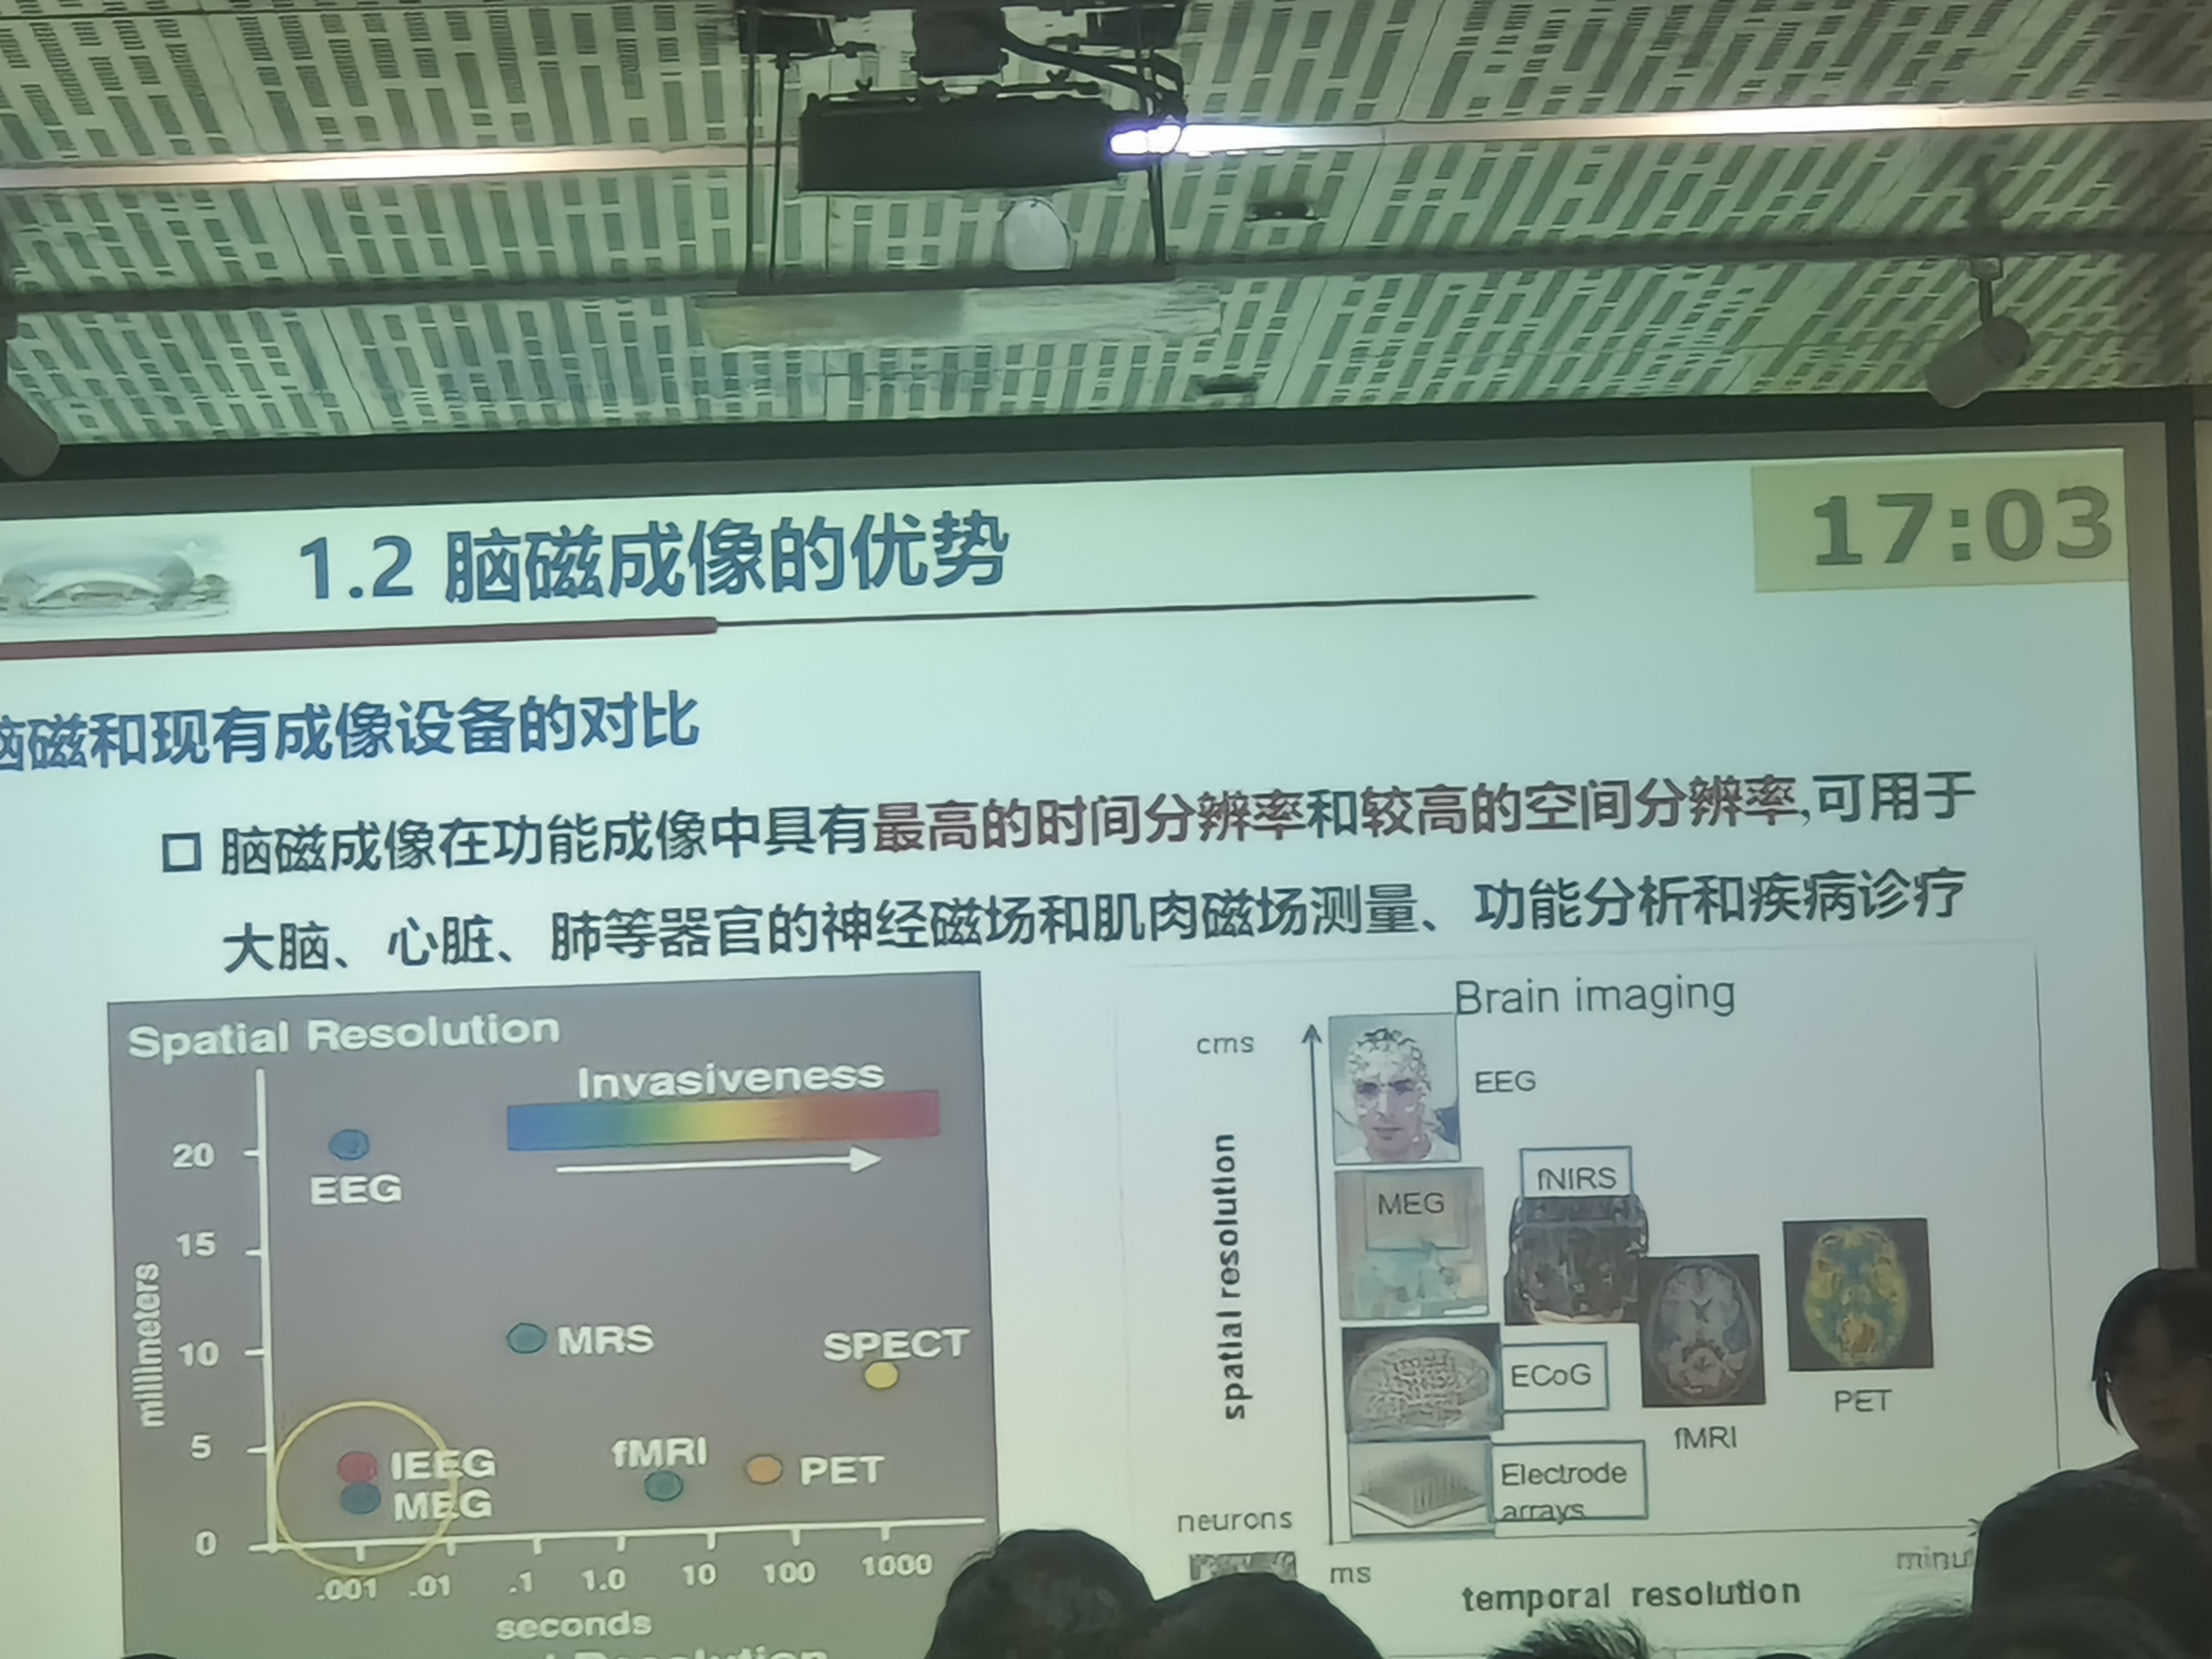 17:03
1.2 脑磁成像的优势
脑磁和现有成像设备的对比
脑磁成像在功能成像中具有最高的时间分辨率和较高的空间分辨率,可用于
大脑、心脏、肺等器官的神经磁场和肌肉磁场测量、功能分析和疾病诊疗
Spatial Resolution
Invasiveness
20
EEG
15
millimeters
10
MRS
SPECT
5
IEEG
fMRI
PET
MEG
0
.001 .01 .1 1.0 10 100 1000
seconds
Resolution
Brain imaging
cms
EEG
spatial resolution
MEG
fNIRS
ECoG
PET
fMRI
Electrode
arrays
neurons
ms
minu
temporal resolution